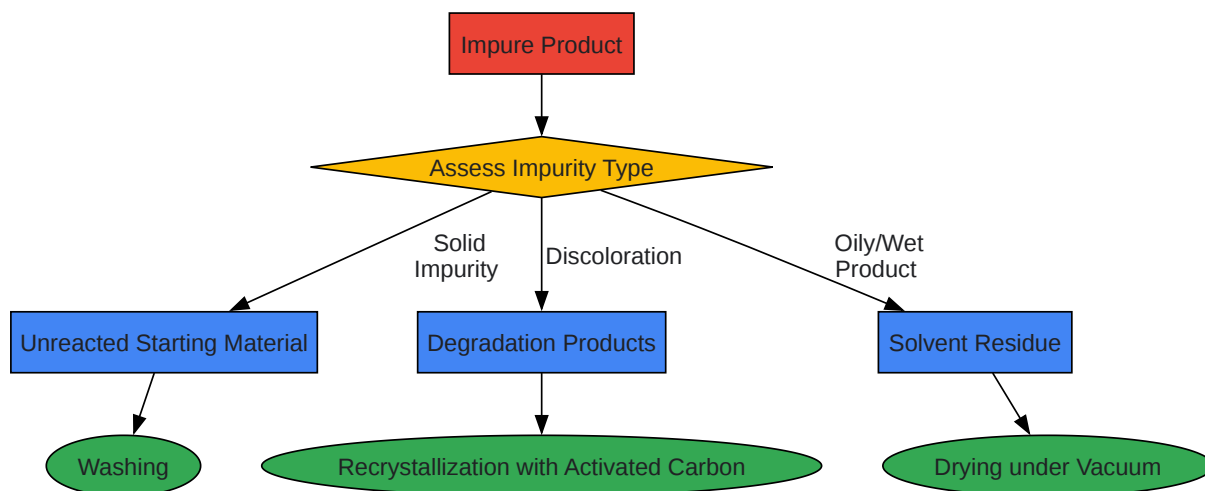 Impure Product
Assess Impurity Type
Solid
Impurity
Discoloration
Oily/Wet
Product
Unreacted Starting Material
Degradation Products
Solvent Residue
Washing
Recrystallization with Activated Carbon
Drying under Vacuum